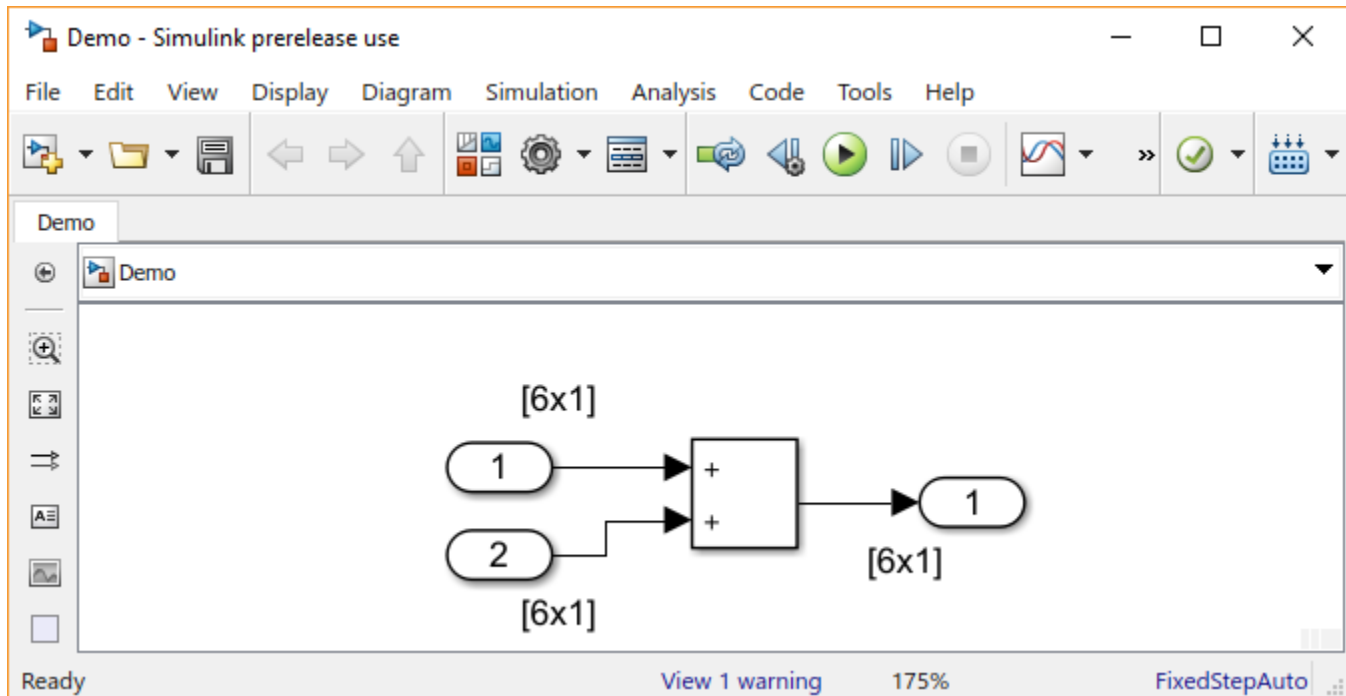 Demo - Simulink prerelease use
File Edit View Display Diagram Simulation Analysis Code Tools Help
»
Demo
Demo
[6x1]
1
+
1
+
2
[6x1]
[6x1]
Ready View 1 warning 175% FixedStepAuto